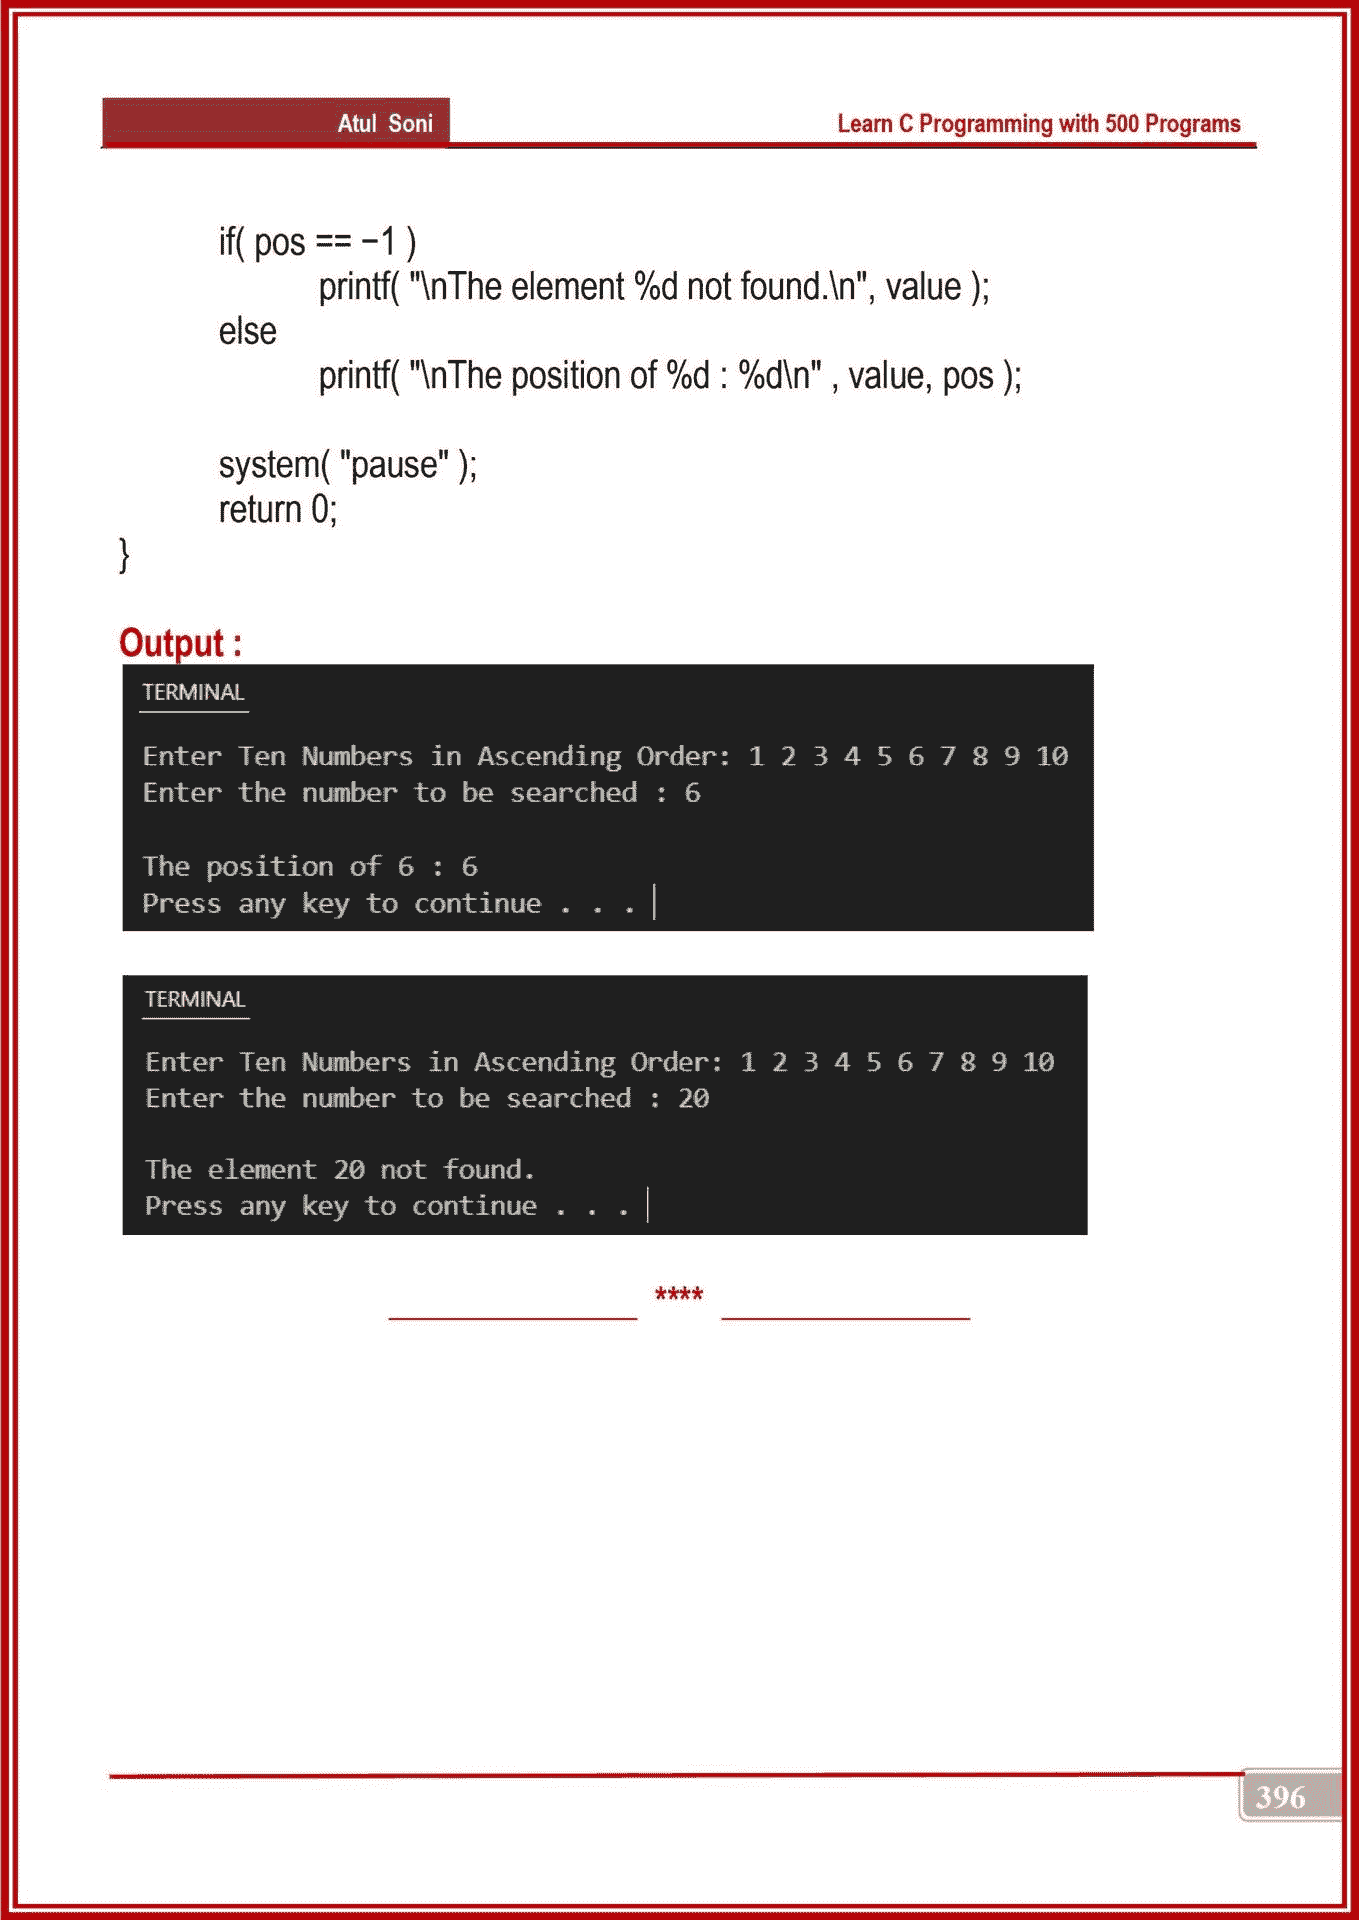 Atul Soni
Learn C Programming with 500 Programs
if( pos == −1 )
printf( "\nThe element %d not found.\n", value );
else
printf( "\nThe position of %d : %d\n" , value, pos );
system( "pause" );
return 0;
}
Output :
TERMINAL
Enter Ten Numbers in Ascending Order: 1 2 3 4 5 6 7 8 9 10
Enter the number to be searched : 6
The position of 6 : 6
Press any key to continue . . .
TERMINAL
Enter Ten Numbers in Ascending Order: 1 2 3 4 5 6 7 8 9 10
Enter the number to be searched : 20
The element 20 not found.
Press any key to continue . . .
****
396